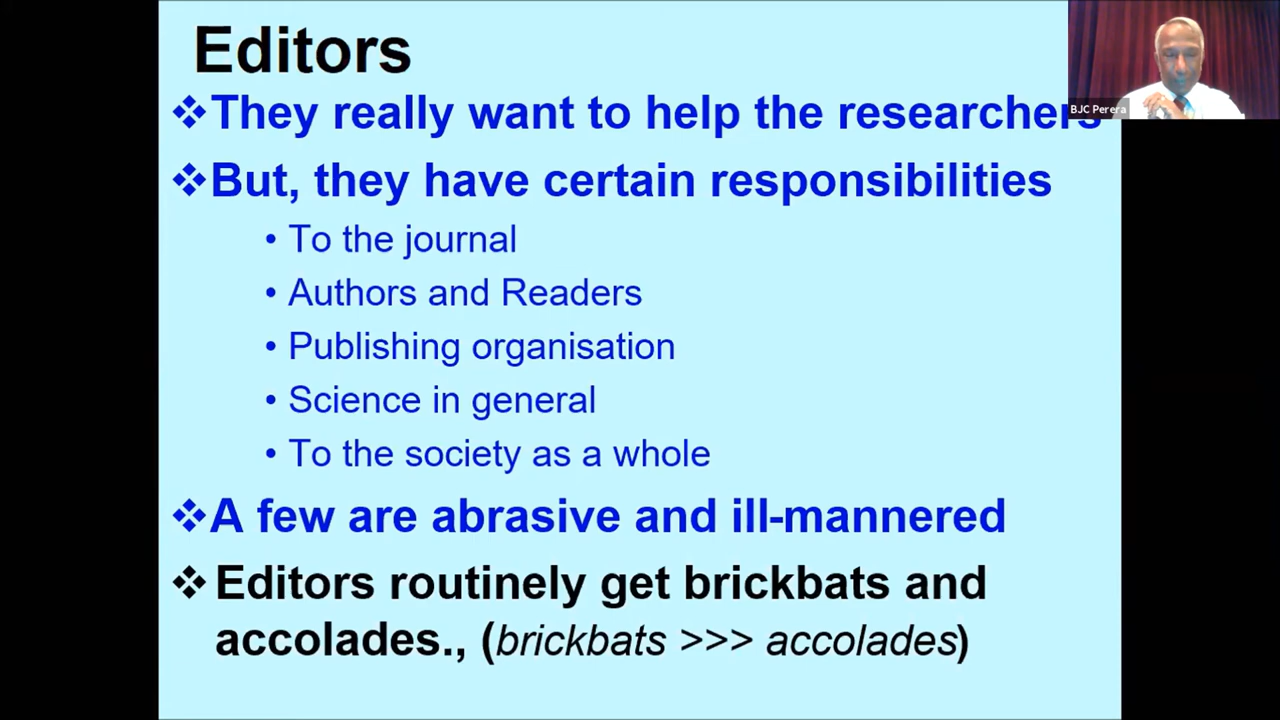 Editors
❖They really want to help the researchers
BJC Perera
❖But, they have certain responsibilities
• To the journal
• Authors and Readers
• Publishing organisation
• Science in general
• To the society as a whole
❖A few are abrasive and ill-mannered
❖Editors routinely get brickbats and
accolades., (brickbats >>> accolades)